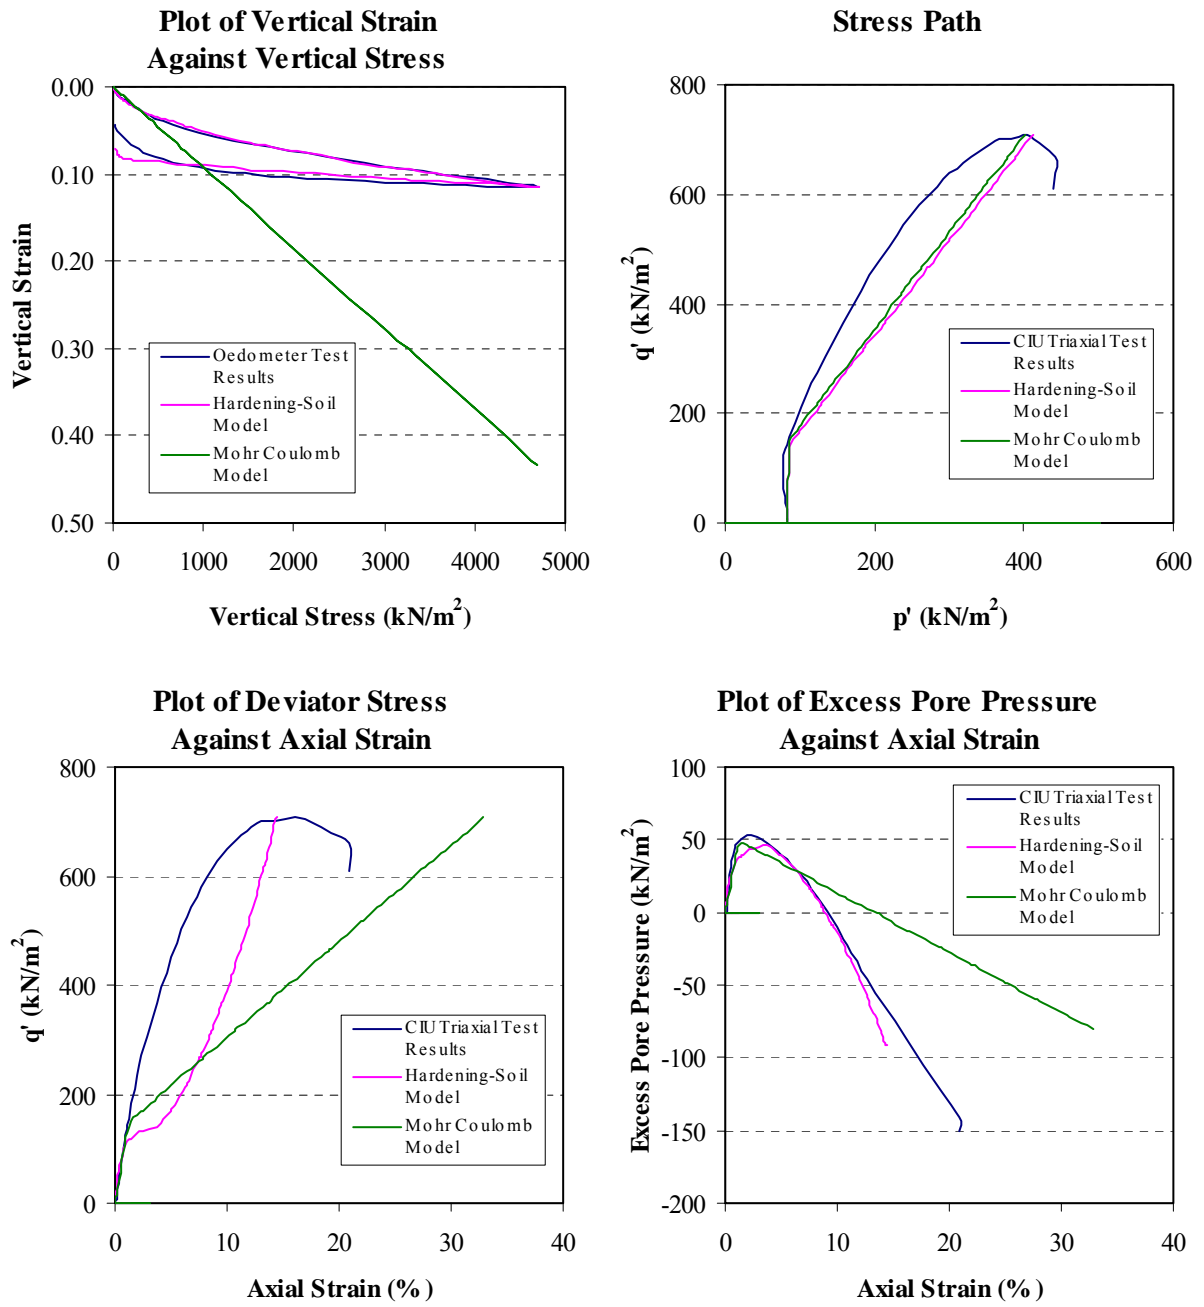 Plot of Vertical Strain
Against Vertical Stress
0.00
0.10
0.20
0.30
0.40
0.50
Vertical Strain
Oedometer Test
Results
Hardening-Soil
Model
Mohr Coulomb
Model
0 1000 2000 3000 4000 5000
Vertical Stress (kN/m²)
Stress Path
800
600
400
200
0
q' (kN/m²)
CIU Triaxial Test
Results
Hardening-Soil
Model
Mohr Coulomb
Model
0 200 400 600
p' (kN/m²)
Plot of Deviator Stress
Against Axial Strain
800
600
400
200
0
q' (kN/m²)
CIU Triaxial Test
Results
Hardening-Soil
Model
Mohr Coulomb
Model
0 10 20 30 40
Axial Strain (%)
Plot of Excess Pore Pressure
Against Axial Strain
100
50
0
-50
-100
-150
-200
Excess Pore Pressure (kN/m²)
CIU Triaxial Test
Results
Hardening-Soil
Model
Mohr Coulomb
Model
0 10 20 30 40
Axial Strain (%)